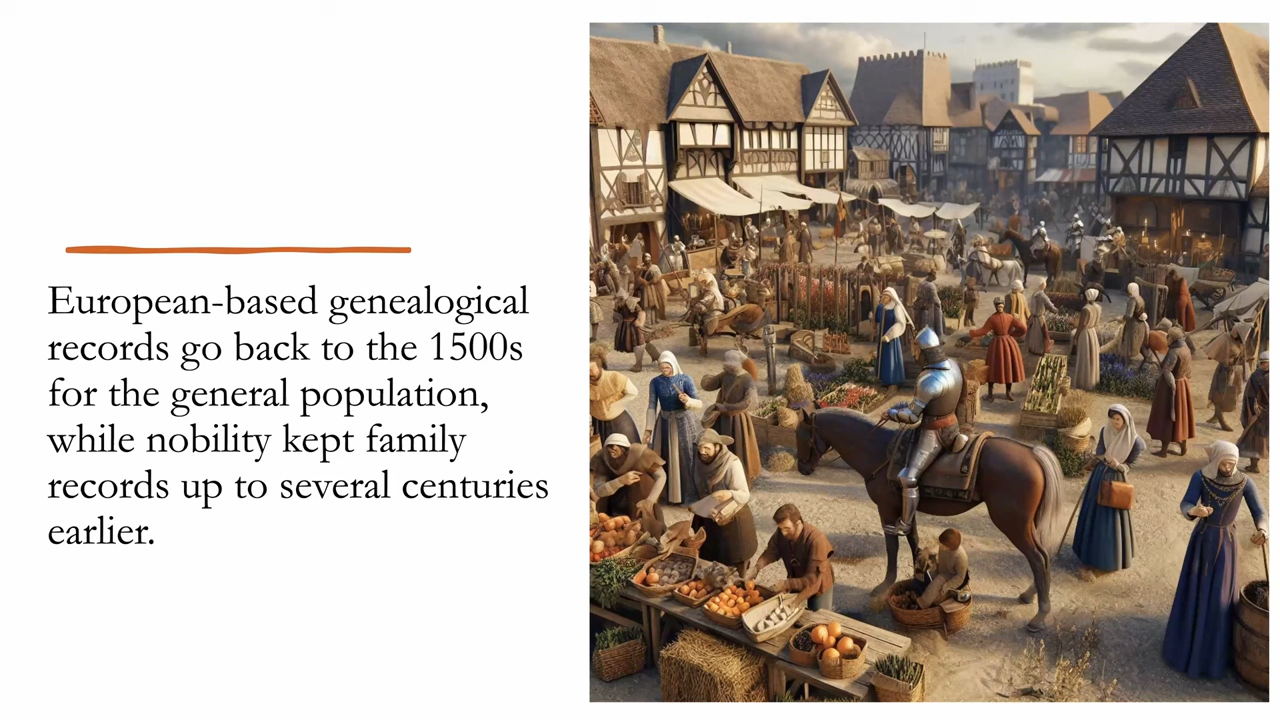 European-based genealogical
records go back to the 1500s
for the general population,
while nobility kept family
records up to several centuries
earlier.